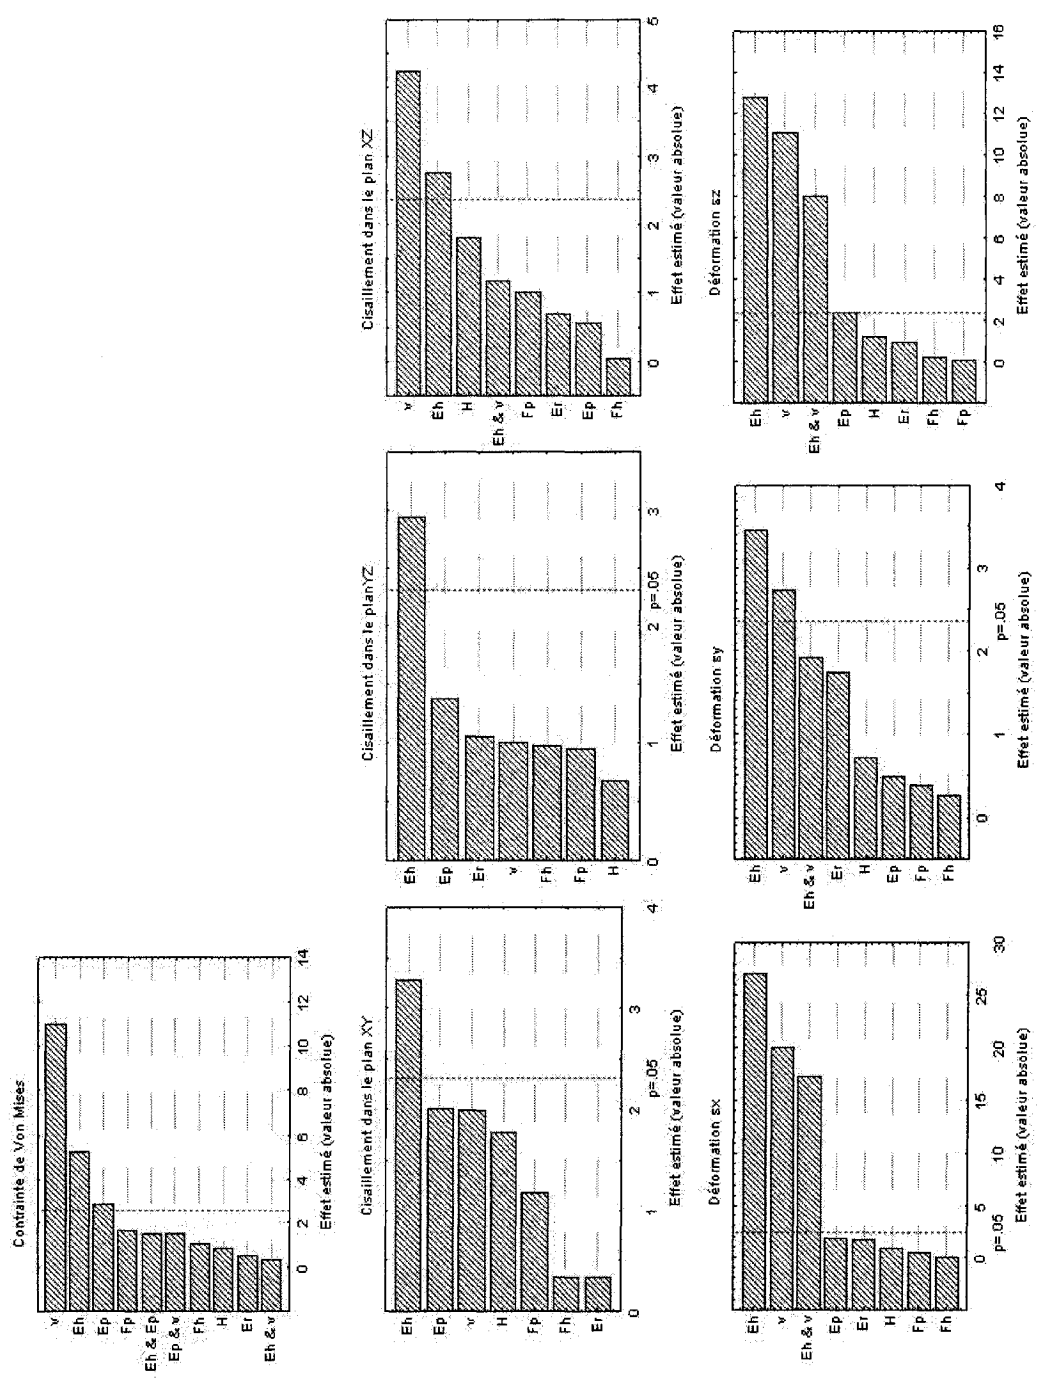 Contrainte de Von Mises
v
Eh
Ep
Fp
Eh & Ep
Ep & v
Fh
H
Er
Eh & v
0 2 4 6 8 10 12 14
Effet estimé (valeur absolue)
Cisaillement dans le plan XY
Eh
Ep
v
H
Fp
Fh
Er
0 1 2 3 4
p=.05
Effet estimé (valeur absolue)
Cisaillement dans le plan YZ
Eh
Ep
Er
v
Fh
Fp
H
0 1 2 3
p=.05
Effet estimé (valeur absolue)
Cisaillement dans le plan XZ
v
Eh
H
Eh & v
Fp
Er
Ep
Fh
0 1 2 3 4 5
Effet estimé (valeur absolue)
Déformation εx
Eh
v
Eh & v
Ep
Er
H
Fp
Fh
0 5 10 15 20 25 30
p=.05
Effet estimé (valeur absolue)
Déformation εy
Eh
v
Eh & v
Er
H
Ep
Fp
Fh
0 1 2 3 4
p=.05
Effet estimé (valeur absolue)
Déformation εz
Eh
v
Eh & v
Ep
H
Er
Fh
Fp
0 2 4 6 8 10 12 14 16
Effet estimé (valeur absolue)